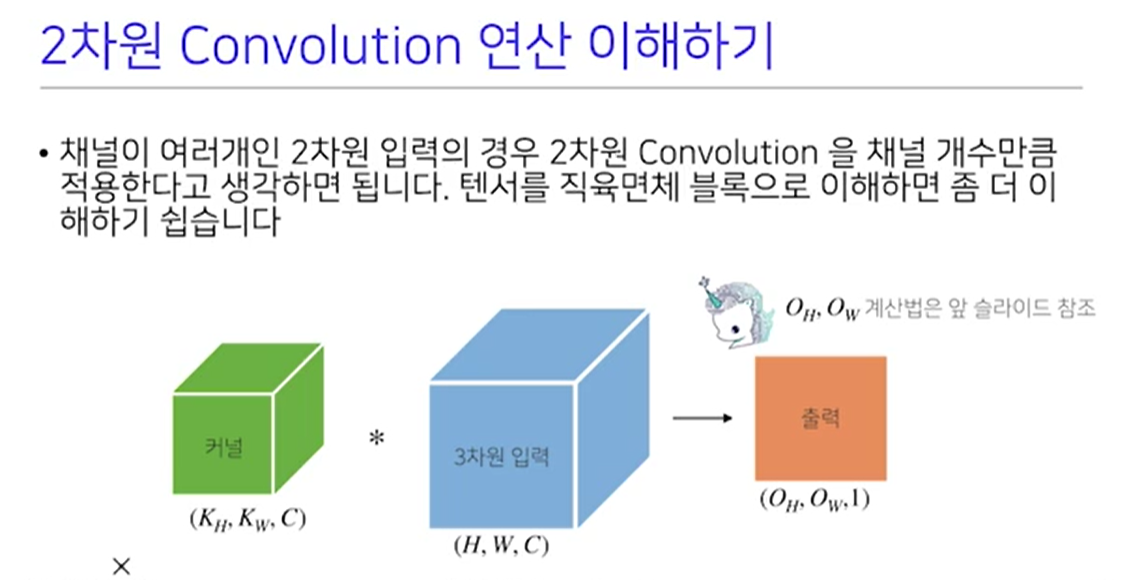 2차원 Convolution 연산 이해하기
• 채널이 여러개인 2차원 입력의 경우 2차원 Convolution 을 채널 개수만큼
적용한다고 생각하면 됩니다. 텐서를 직육면체 블록으로 이해하면 좀 더 이
해하기 쉽습니다
O_H, O_W 계산법은 앞 슬라이드 참조
커널
*
3차원 입력
출력
(K_H, K_W, C)
(H, W, C)
(O_H, O_W,1)
×